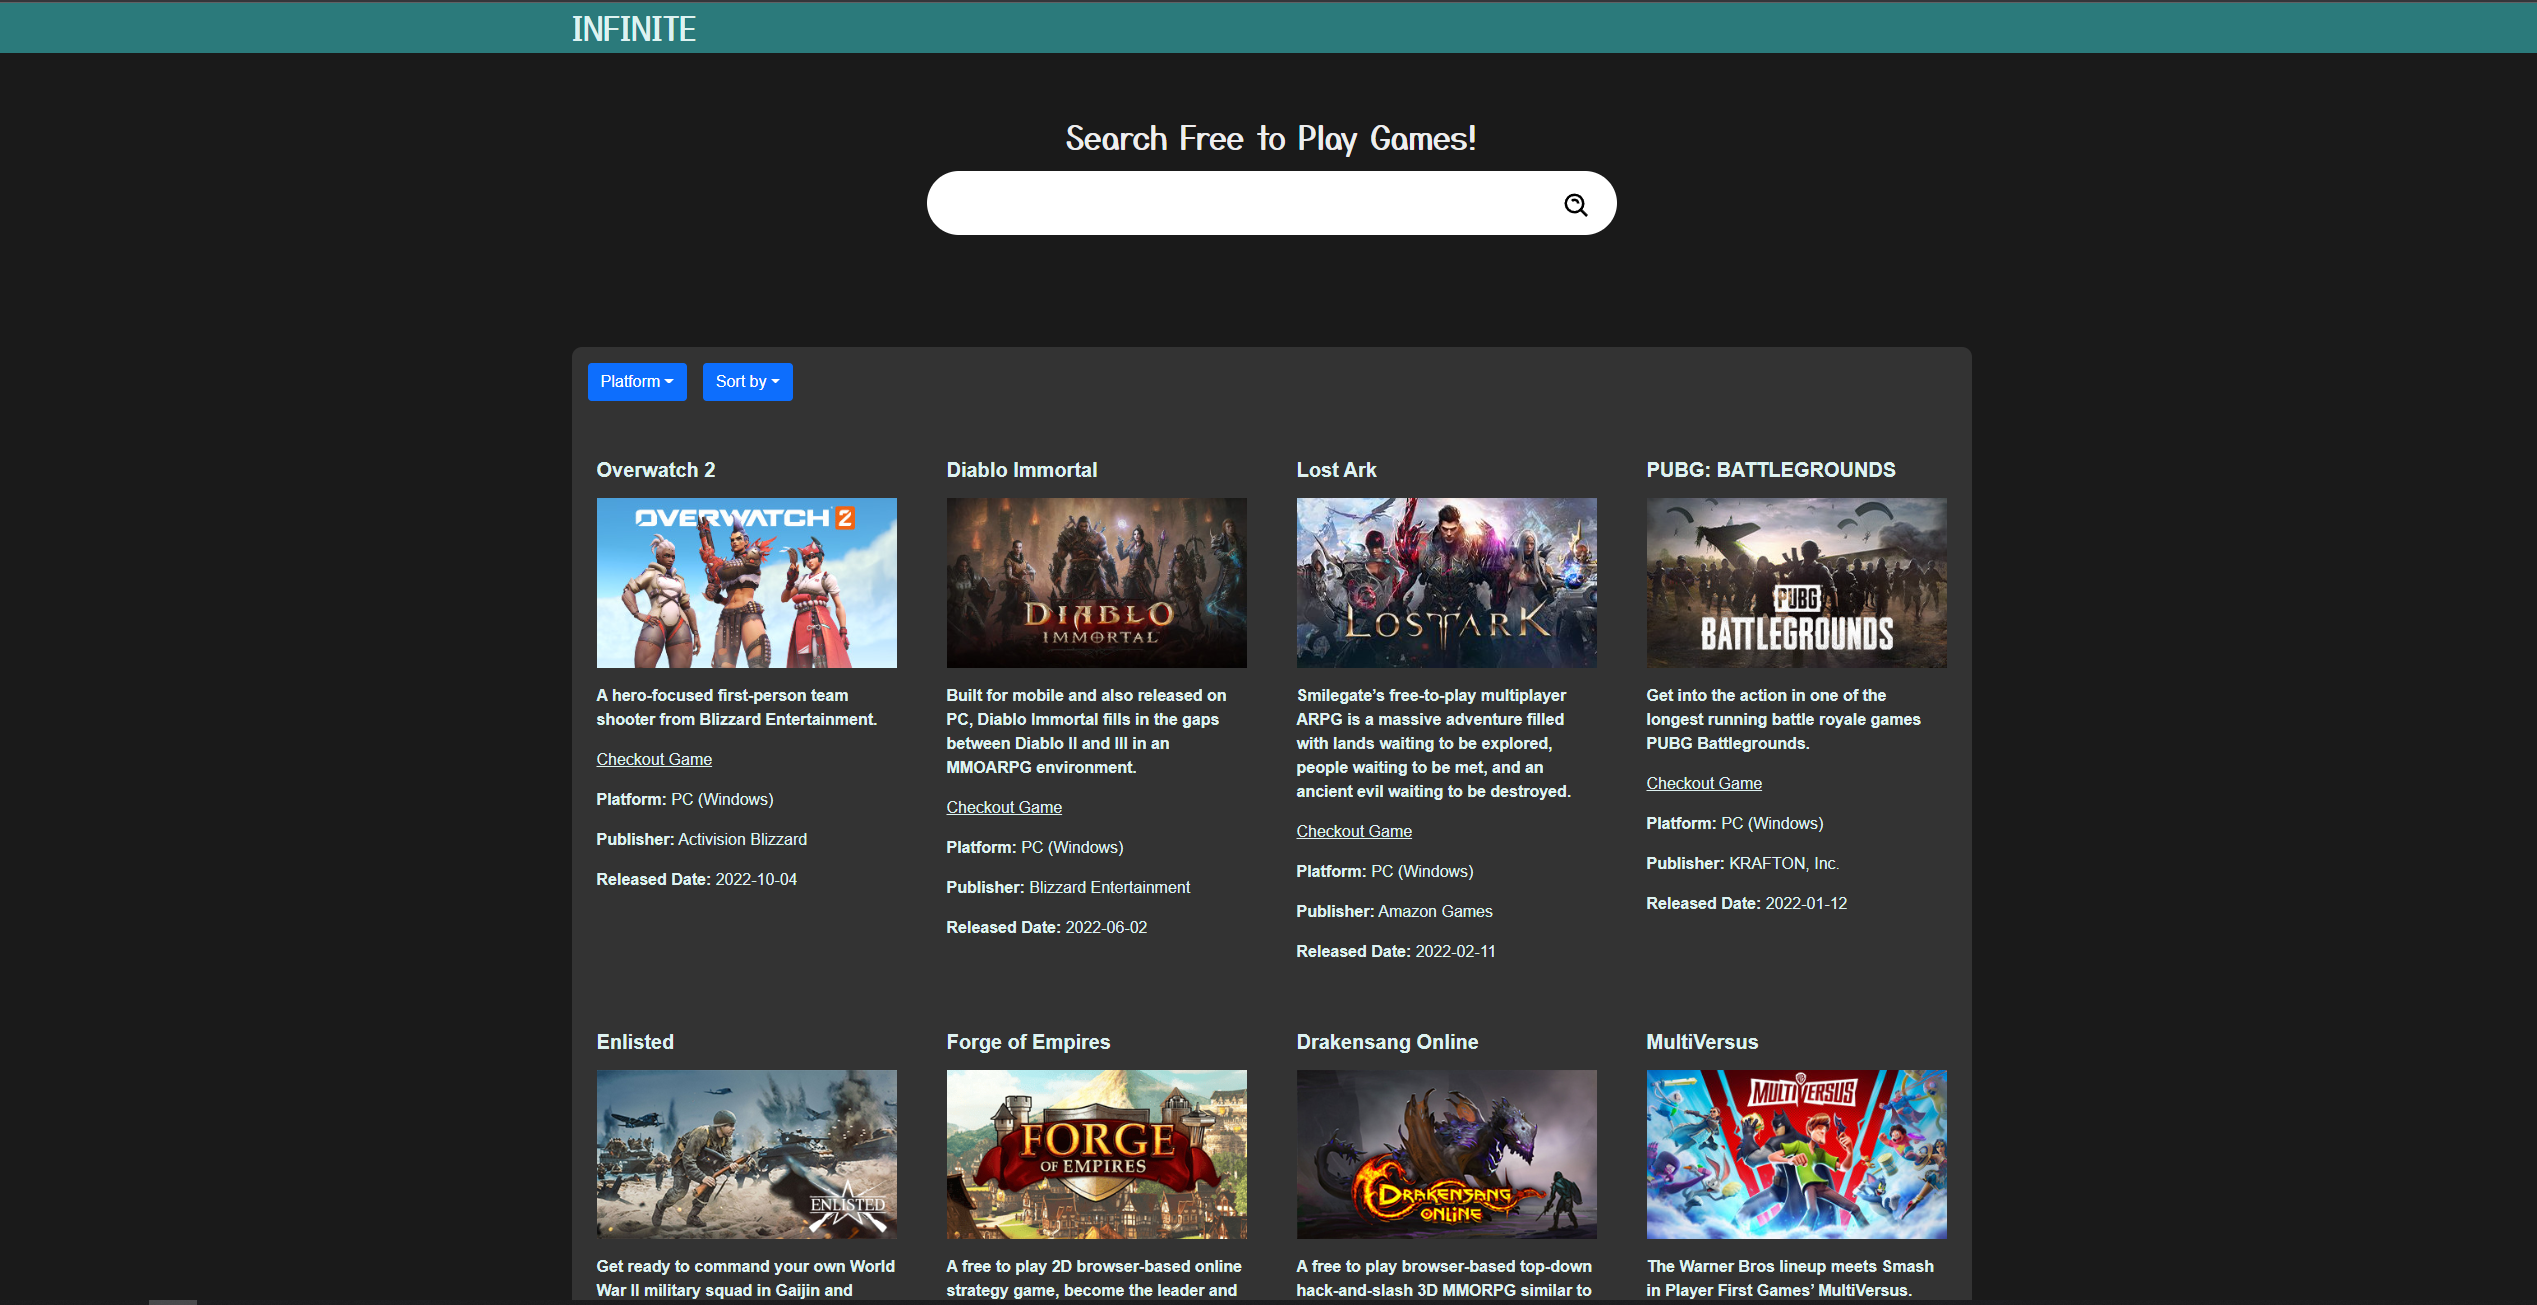 INFINITE
Search Free to Play Games!
Platform
Sort by
Overwatch 2
OVERWATCH 2
A hero-focused first-person team
shooter from Blizzard Entertainment.
Checkout Game
Platform: PC (Windows)
Publisher: Activision Blizzard
Released Date: 2022-10-04
Diablo Immortal
DIABLO
IMMORTAL
Built for mobile and also released on
PC, Diablo Immortal fills in the gaps
between Diablo II and III in an
MMOARPG environment.
Checkout Game
Platform: PC (Windows)
Publisher: Blizzard Entertainment
Released Date: 2022-06-02
Lost Ark
LOST ARK
Smilegate’s free-to-play multiplayer
ARPG is a massive adventure filled
with lands waiting to be explored,
people waiting to be met, and an
ancient evil waiting to be destroyed.
Checkout Game
Platform: PC (Windows)
Publisher: Amazon Games
Released Date: 2022-02-11
PUBG: BATTLEGROUNDS
PUBG
BATTLEGROUNDS
Get into the action in one of the
longest running battle royale games
PUBG Battlegrounds.
Checkout Game
Platform: PC (Windows)
Publisher: KRAFTON, Inc.
Released Date: 2022-01-12
Enlisted
ENLISTED
Get ready to command your own World
War II military squad in Gaijin and
Forge of Empires
FORGE
OF EMPIRES
A free to play 2D browser-based online
strategy game, become the leader and
Drakensang Online
DRAKENSANG
ONLINE
A free to play browser-based top-down
hack-and-slash 3D MMORPG similar to
MultiVersus
MULTIVERSUS
The Warner Bros lineup meets Smash
in Player First Games’ MultiVersus.